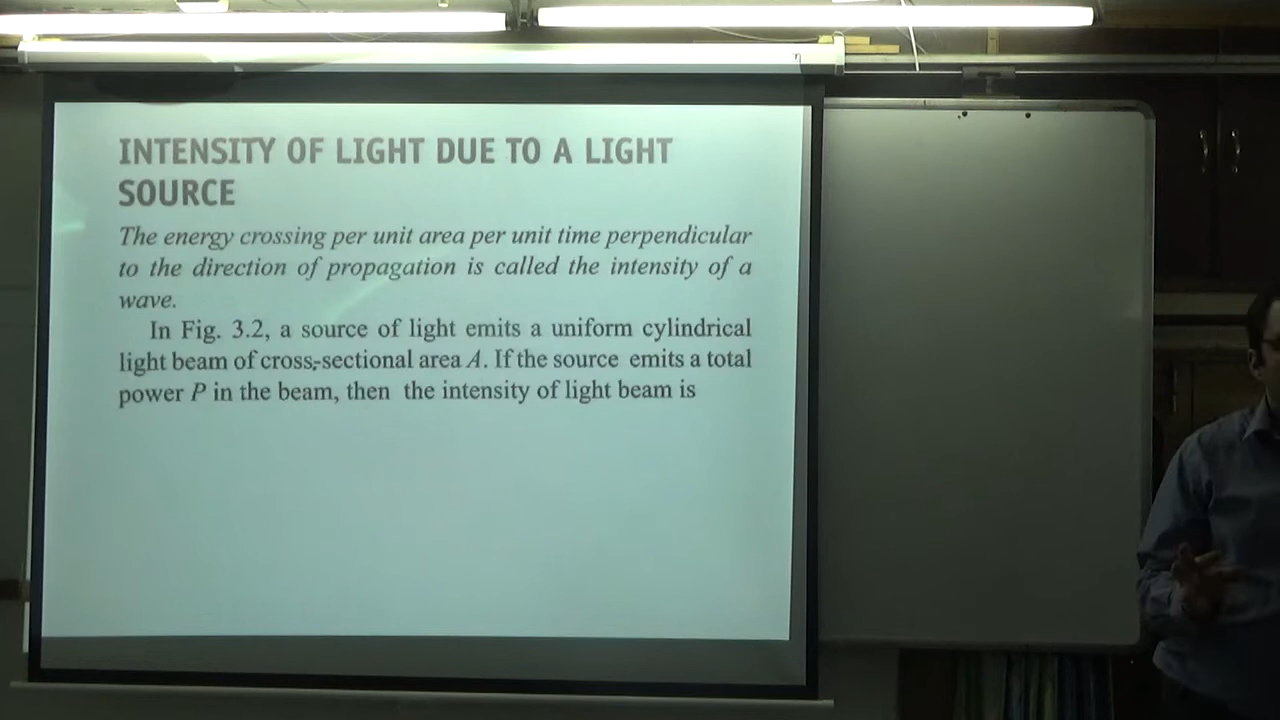 INTENSITY OF LIGHT DUE TO A LIGHT
SOURCE
The energy crossing per unit area per unit time perpendicular
to the direction of propagation is called the intensity of a
wave.
In Fig. 3.2, a source of light emits a uniform cylindrical
light beam of cross-sectional area A. If the source emits a total
power P in the beam, then the intensity of light beam is